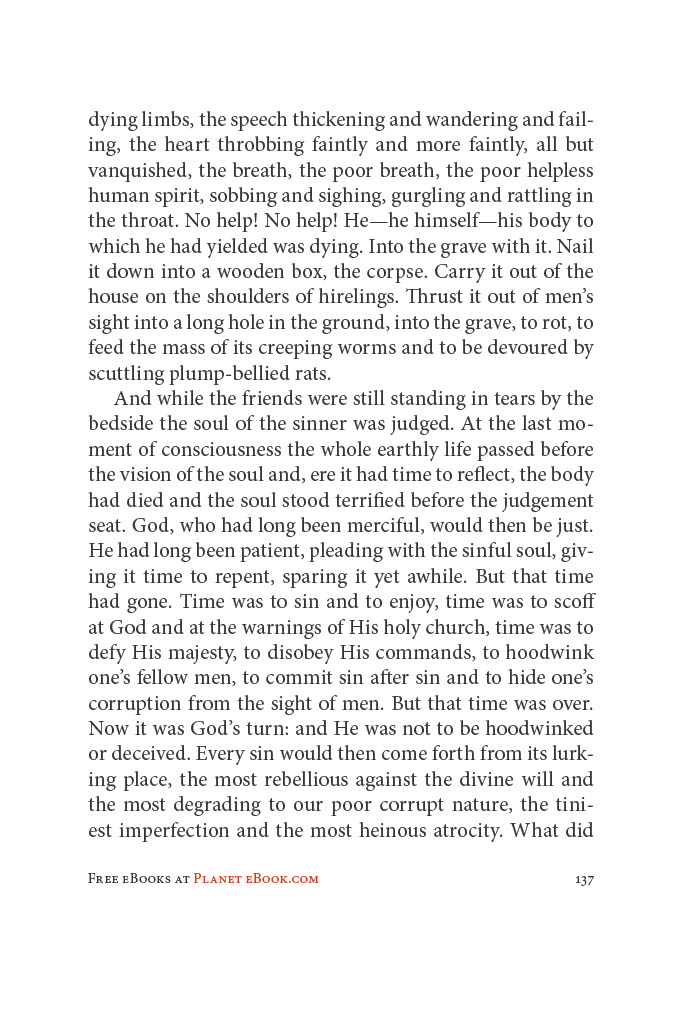 dying limbs, the speech thickening and wandering and fail-
ing, the heart throbbing faintly and more faintly, all but
vanquished, the breath, the poor breath, the poor helpless
human spirit, sobbing and sighing, gurgling and rattling in
the throat. No help! No help! He—he himself—his body to
which he had yielded was dying. Into the grave with it. Nail
it down into a wooden box, the corpse. Carry it out of the
house on the shoulders of hirelings. Thrust it out of men’s
sight into a long hole in the ground, into the grave, to rot, to
feed the mass of its creeping worms and to be devoured by
scuttling plump-bellied rats.
And while the friends were still standing in tears by the
bedside the soul of the sinner was judged. At the last mo-
ment of consciousness the whole earthly life passed before
the vision of the soul and, ere it had time to reflect, the body
had died and the soul stood terrified before the judgement
seat. God, who had long been merciful, would then be just.
He had long been patient, pleading with the sinful soul, giv-
ing it time to repent, sparing it yet awhile. But that time
had gone. Time was to sin and to enjoy, time was to scoff
at God and at the warnings of His holy church, time was to
defy His majesty, to disobey His commands, to hoodwink
one’s fellow men, to commit sin after sin and to hide one’s
corruption from the sight of men. But that time was over.
Now it was God’s turn: and He was not to be hoodwinked
or deceived. Every sin would then come forth from its lurk-
ing place, the most rebellious against the divine will and
the most degrading to our poor corrupt nature, the tini-
est imperfection and the most heinous atrocity. What did
Free eBooks at Planet eBook.com 137